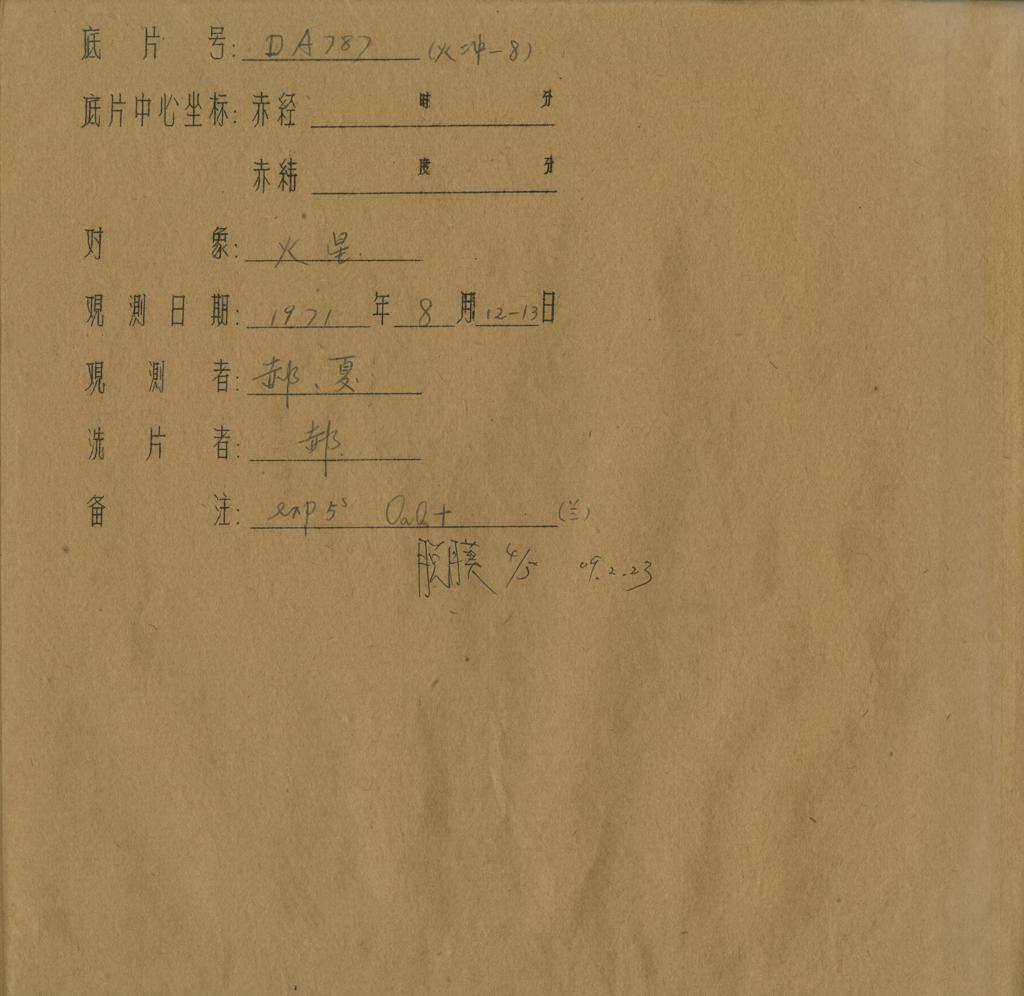 底片号: DA787 (火冲-8)
底片中心坐标: 赤经 时 分
赤纬 度 分
对象: 火星
观测日期: 1971年8月12-13日
观测者: 郝、夏
洗片者: 郝
备注: exp 5s OaO+ (兰)
脱膜 4/5 09.2.23